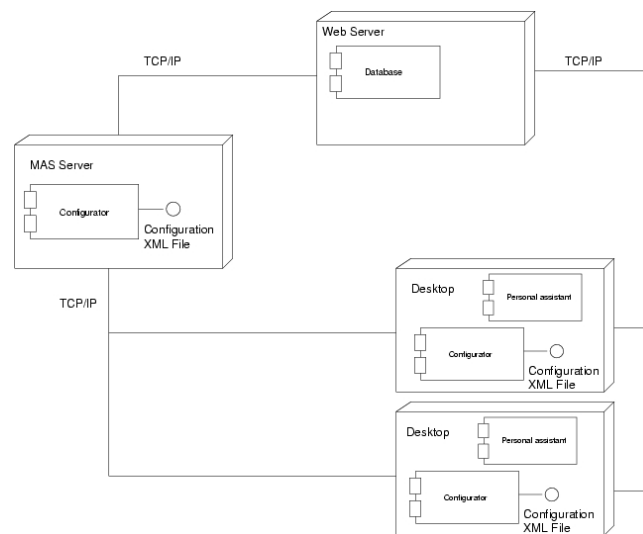 Web Server
TCP/IP
Database
TCP/IP
MAS Server
Configurator
Configuration
XML File
TCP/IP
Desktop
Personal assistant
Configurator
Configuration
XML File
Desktop
Personal assistant
Configurator
Configuration
XML File